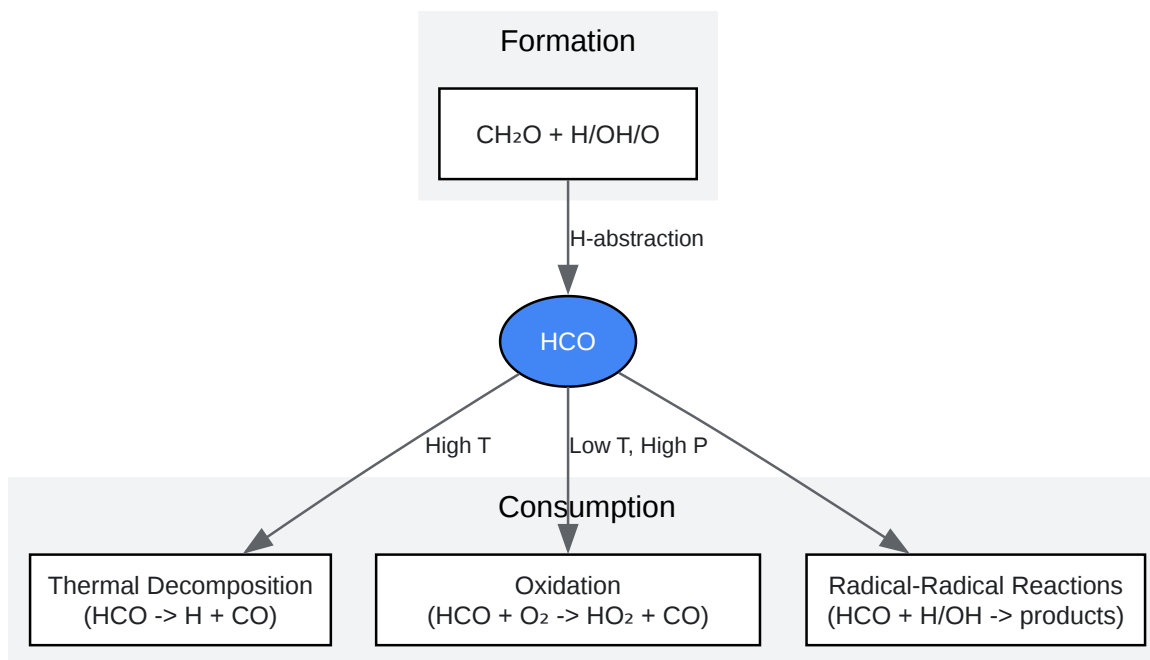 Formation
CH₂O + H/OH/O
H-abstraction
HCO
High T
Low T, High P
Consumption
Thermal Decomposition
(HCO -> H + CO)
Oxidation
(HCO + O₂ -> HO₂ + CO)
Radical-Radical Reactions
(HCO + H/OH -> products)